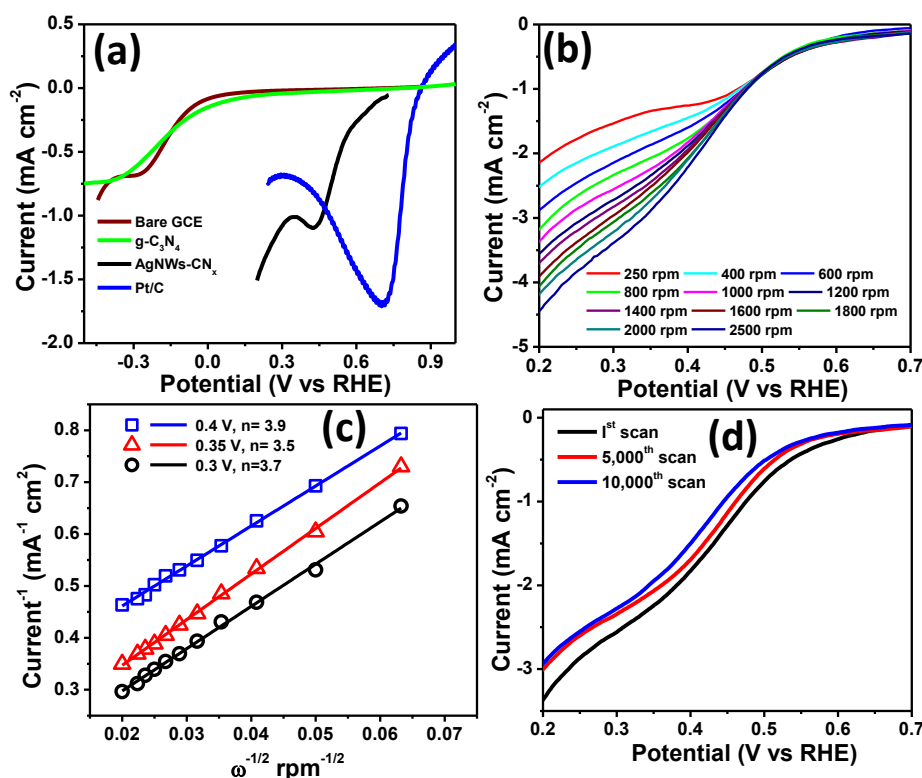 (a)
0.5
0.0
-0.5
-1.0
-1.5
-2.0
Current (mA cm⁻²)
Bare GCE
g-C₃N₄
AgNWs-CNₓ
Pt/C
-0.3 0.0 0.3 0.6 0.9
Potential (V vs RHE)
(b)
0
-1
-2
-3
-4
-5
Current (mA cm⁻²)
250 rpm 400 rpm 600 rpm
800 rpm 1000 rpm 1200 rpm
1400 rpm 1600 rpm 1800 rpm
2000 rpm 2500 rpm
0.2 0.3 0.4 0.5 0.6 0.7
Potential (V vs RHE)
(c)
0.8
0.7
0.6
0.5
0.4
0.3
Current⁻¹ (mA⁻¹ cm²)
0.4 V, n= 3.9
0.35 V, n= 3.5
0.3 V, n=3.7
0.02 0.03 0.04 0.05 0.06 0.07
ω⁻¹/² rpm⁻¹/²
(d)
0
-1
-2
-3
Current (mA cm⁻²)
Iˢᵗ scan
5,000ᵗʰ scan
10,000ᵗʰ scan
0.2 0.3 0.4 0.5 0.6 0.7
Potential (V vs RHE)